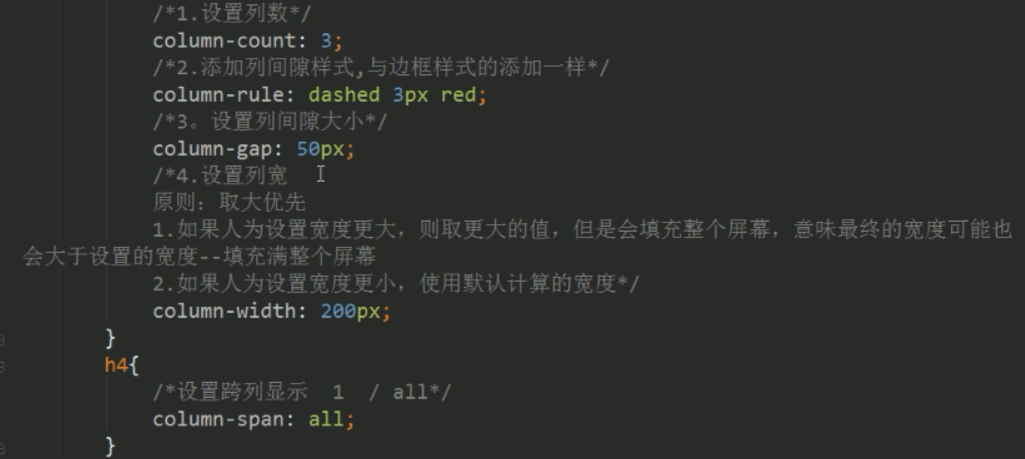 /*1.设置列数*/
column-count: 3;
/*2.添加列间隙样式,与边框样式的添加一样*/
column-rule: dashed 3px red;
/*3。设置列间隙大小*/
column-gap: 50px;
/*4.设置列宽
原则：取大优先
1.如果人为设置宽度更大，则取更大的值，但是会填充整个屏幕，意味最终的宽度可能也
会大于设置的宽度--填充满整个屏幕
2.如果人为设置宽度更小，使用默认计算的宽度*/
column-width: 200px;
}
h4{
/*设置跨列显示  1  / all*/
column-span: all;
}